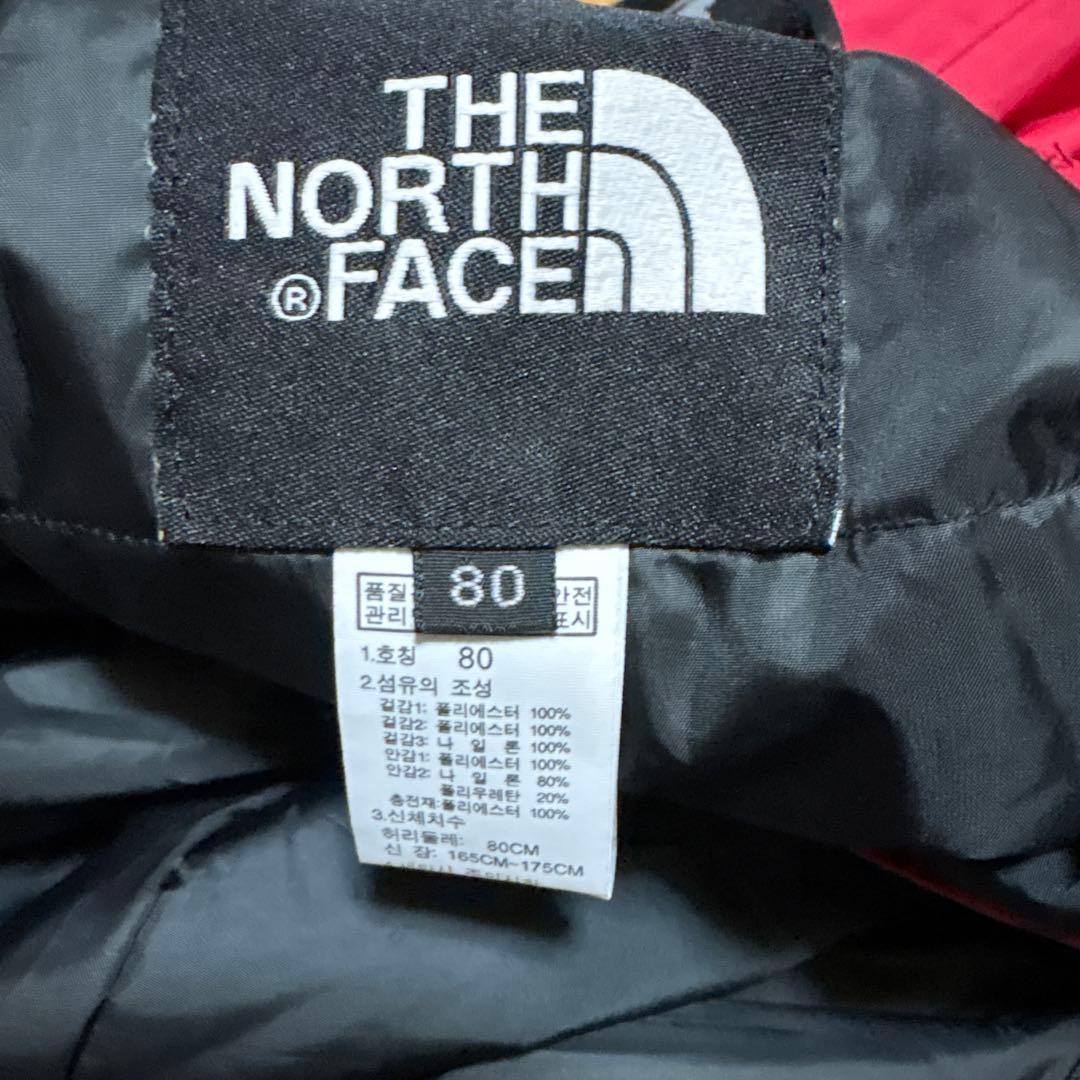 THE
NORTH
®FACE
80
품질 안전
관리 표시
1.호칭 80
2.섬유의 조성
겉감1: 폴리에스터 100%
겉감2: 폴리에스터 100%
겉감3: 나 일 론 100%
안감1: 폴리에스터 100%
안감2: 나 일 론 80%
폴리우레탄 20%
충전재:폴리에스터 100%
3.신체치수
허리둘레: 80CM
신 장: 165CM~175CM